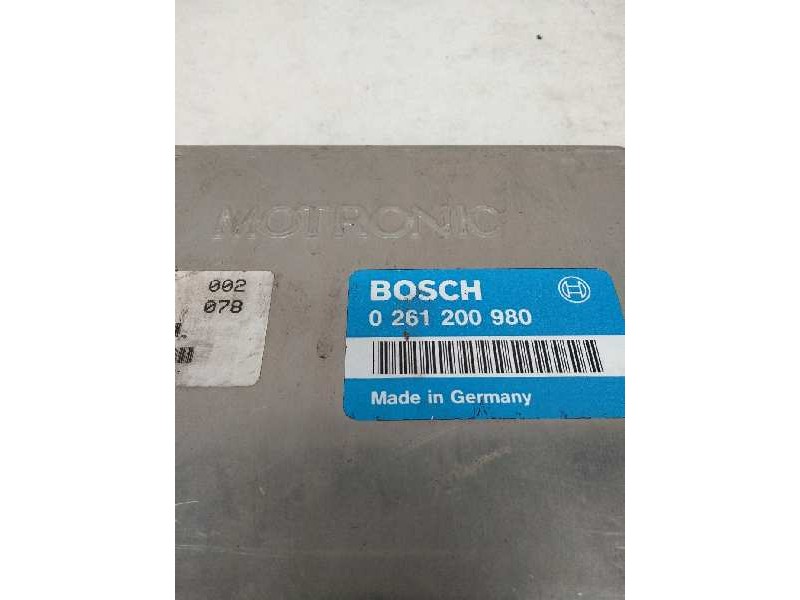 MOTRONIC
002
078
BOSCH
0 261 200 980
Made in Germany